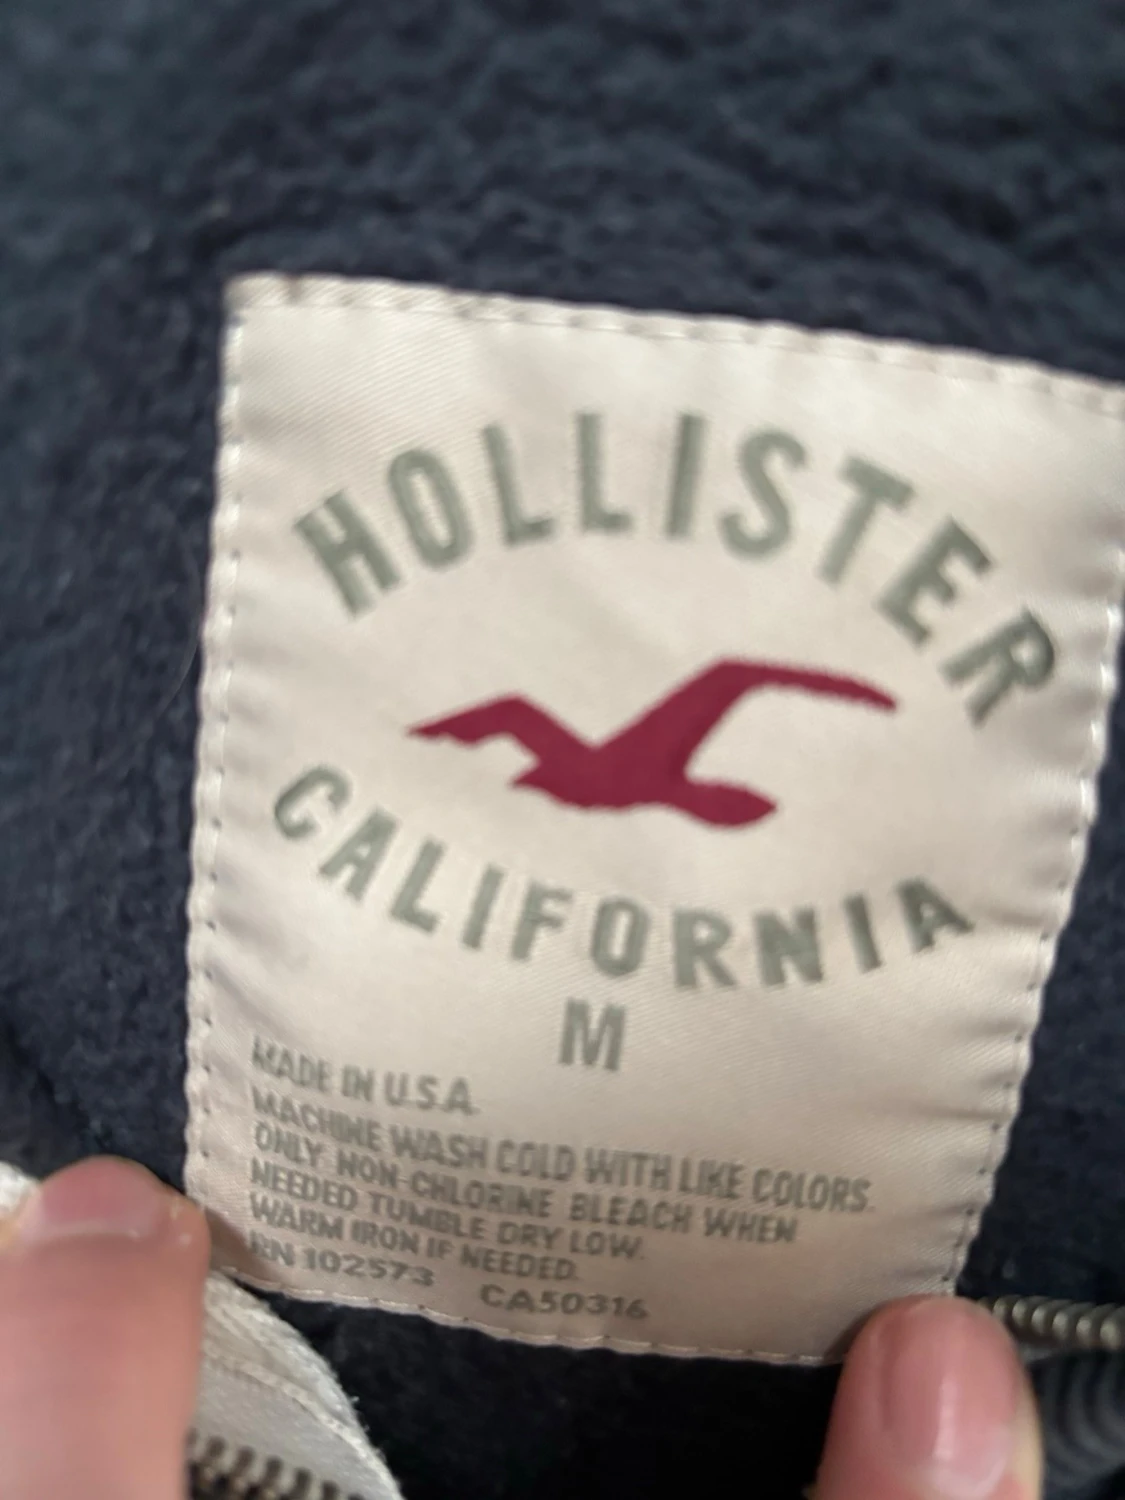 HOLLISTER
CALIFORNIA
M
MADE IN U.S.A.
MACHINE WASH COLD WITH LIKE COLORS.
ONLY NON-CHLORINE BLEACH WHEN
NEEDED TUMBLE DRY LOW.
WARM IRON IF NEEDED.
RN 102573 CA50316